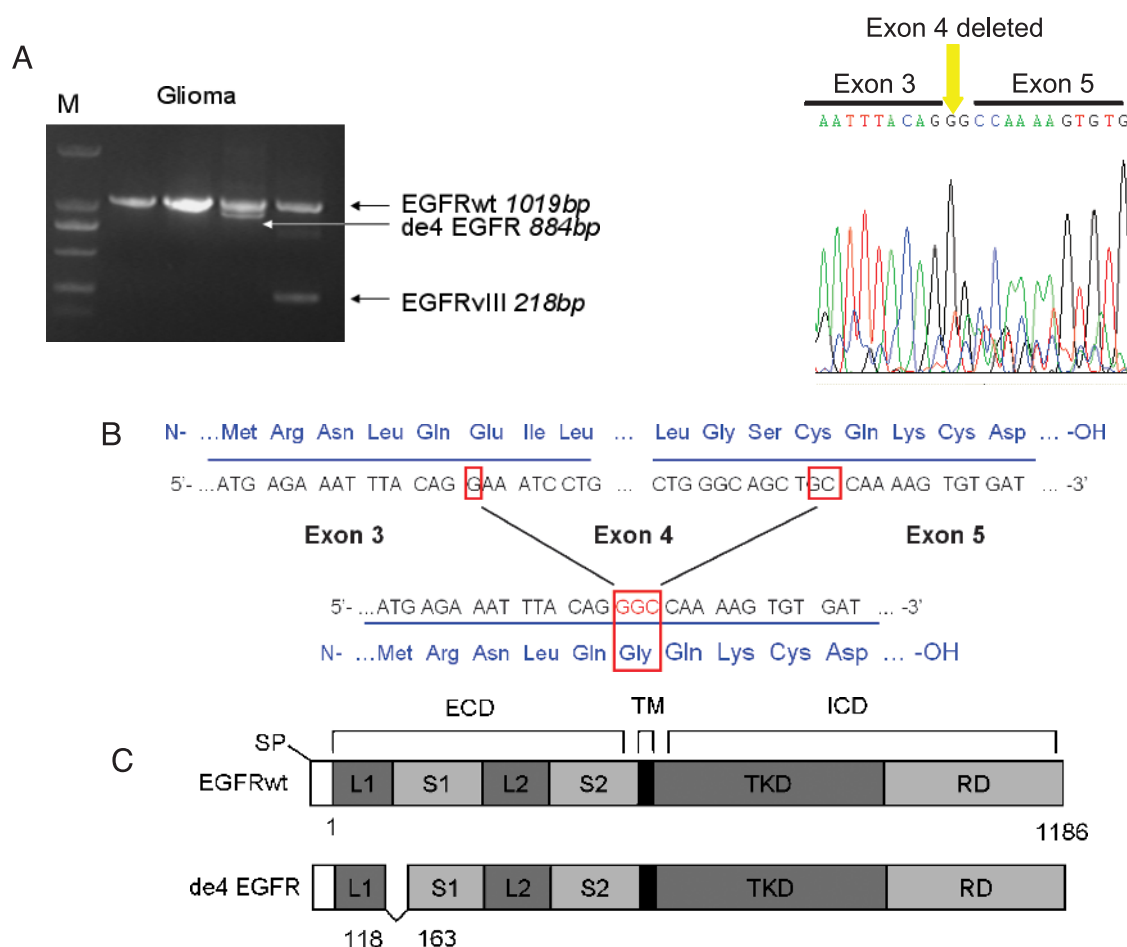 A
M
Glioma
EGFRwt 1019bp
de4 EGFR 884bp
EGFRvIII 218bp
Exon 4 deleted
Exon 3
Exon 5
AATTTACAGGGCCAAAAGTGTG
B
N- ...Met Arg Asn Leu Gln Glu Ile Leu ... Leu Gly Ser Cys Gln Lys Cys Asp ... -OH
5'- ...ATG AGA AAT TTA CAG GAA ATC CTG ... CTG GGC AGC TGC CAA AAG TGT GAT ... -3'
Exon 3 Exon 4 Exon 5
5'- ...ATG AGA AAT TTA CAG GGC CAA AAG TGT GAT ... -3'
N- ...Met Arg Asn Leu Gln Gly Gln Lys Cys Asp ... -OH
C
ECD TM ICD
SP
EGFRwt L1 S1 L2 S2 TKD RD
1 1186
de4 EGFR L1 S1 L2 S2 TKD RD
118 163